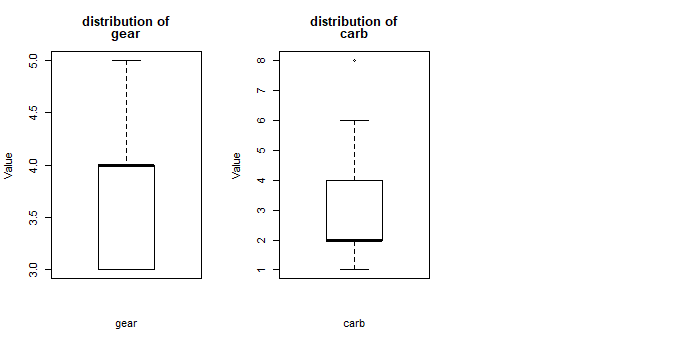 distribution of
gear
Value
5.0
4.5
4.0
3.5
3.0
gear
distribution of
carb
Value
8
7
6
5
4
3
2
1
carb